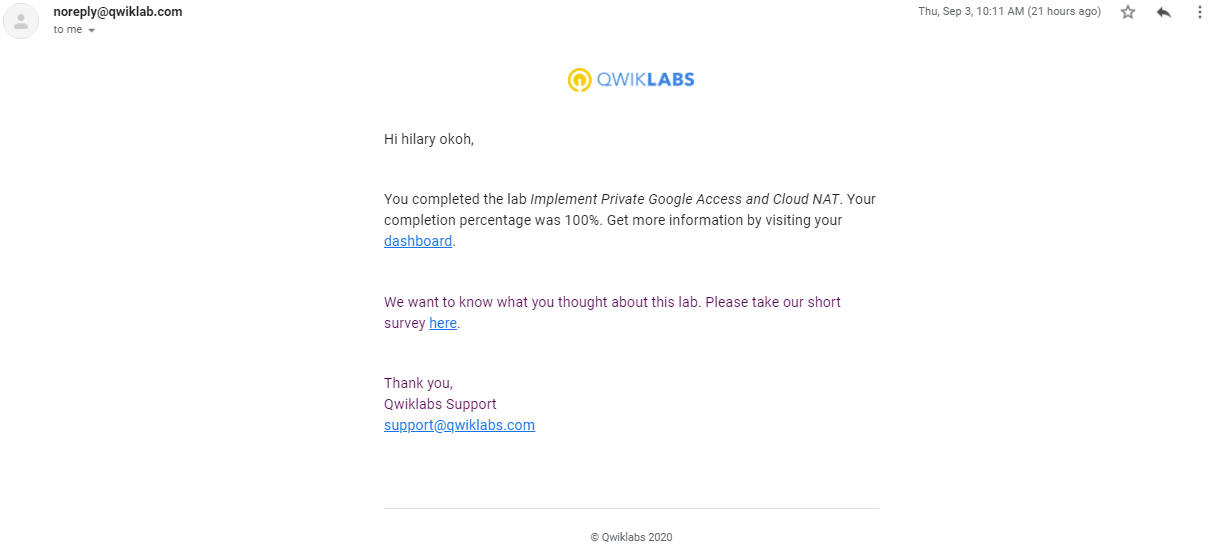 noreply@qwiklab.com
Thu, Sep 3, 10:11 AM (21 hours ago)
to me
QWIKLABS
Hi hilary okoh,
You completed the lab Implement Private Google Access and Cloud NAT. Your
completion percentage was 100%. Get more information by visiting your
dashboard.
We want to know what you thought about this lab. Please take our short
survey here.
Thank you,
Qwiklabs Support
support@qwiklabs.com
© Qwiklabs 2020